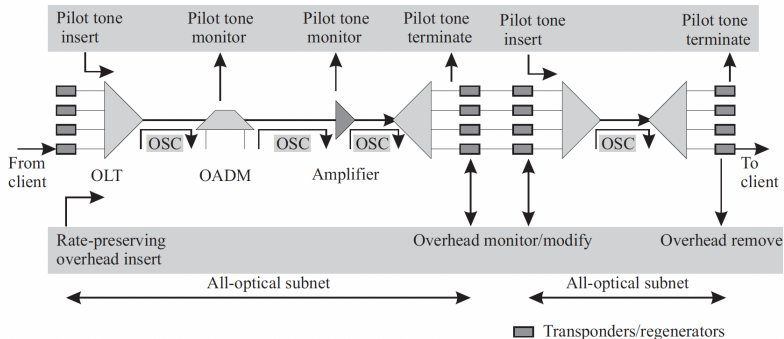 Pilot tone
insert
Pilot tone
monitor
Pilot tone
monitor
Pilot tone
terminate
Pilot tone
insert
Pilot tone
terminate
OSC
OSC
OSC
OSC
From
client
OLT
OADM
Amplifier
To
client
Rate-preserving
overhead insert
Overhead monitor/modify
Overhead remove
All-optical subnet
All-optical subnet
Transponders/regenerators